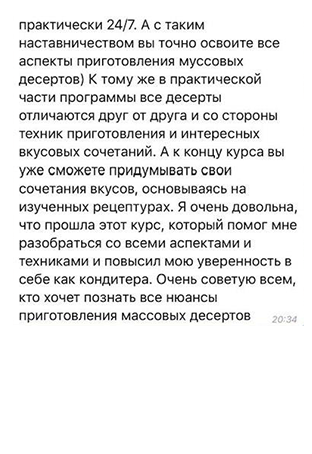 практически 24/7. А с таким
наставничеством вы точно освоите все
аспекты приготовления муссовых
десертов) К тому же в практической
части программы все десерты
отличаются друг от друга и со стороны
техник приготовления и интересных
вкусовых сочетаний. А к концу курса вы
уже сможете придумывать свои
сочетания вкусов, основываясь на
изученных рецептурах. Я очень довольна,
что прошла этот курс, который помог мне
разобраться со всеми аспектами и
техниками и повысил мою уверенность в
себе как кондитера. Очень советую всем,
кто хочет познать все нюансы
приготовления массовых десертов 20:34